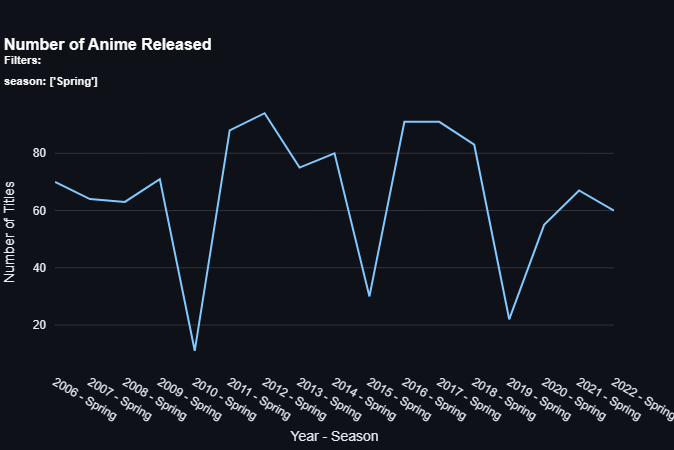 Number of Anime Released
Filters:
season: ['Spring']
80
60
40
20
Number of Titles
2006 - Spring
2007 - Spring
2008 - Spring
2009 - Spring
2010 - Spring
2011 - Spring
2012 - Spring
2013 - Spring
2014 - Spring
2015 - Spring
2016 - Spring
2017 - Spring
2018 - Spring
2019 - Spring
2020 - Spring
2021 - Spring
2022 - Spring
Year - Season